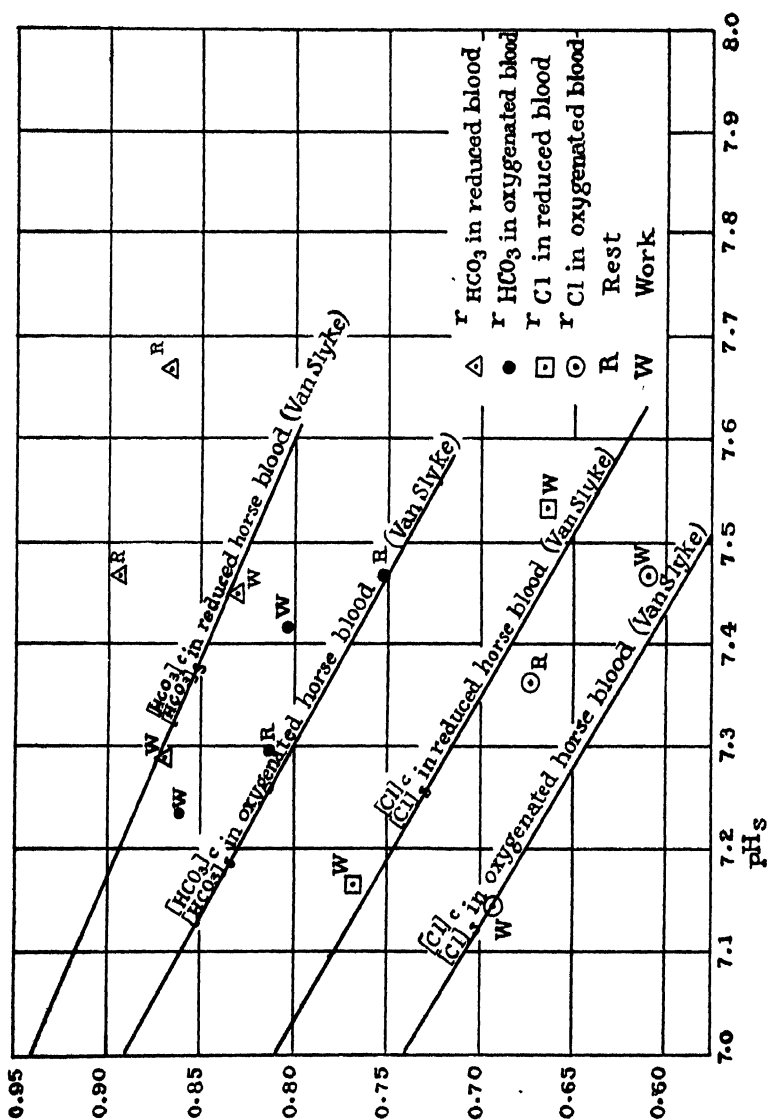 0.95
0.90
0.85
0.80
0.75
0.70
0.65
0.60
7.0
7.1
7.2
7.3
7.4
7.5
7.6
7.7
7.8
7.9
8.0
pHs
[HCO3]c
[HCO3]s in reduced horse blood (Van Slyke)
[HCO3]c
[HCO3]s in oxygenated horse blood (Van Slyke)
[Cl]c
[Cl]s in reduced horse blood (Van Slyke)
[Cl]c
[Cl]s in oxygenated horse blood (Van Slyke)
W
W
R
W
R
W
R
R
W
W
W
R
W
r HCO3 in reduced blood
r HCO3 in oxygenated blood
r Cl in reduced blood
r Cl in oxygenated blood
R Rest
W Work